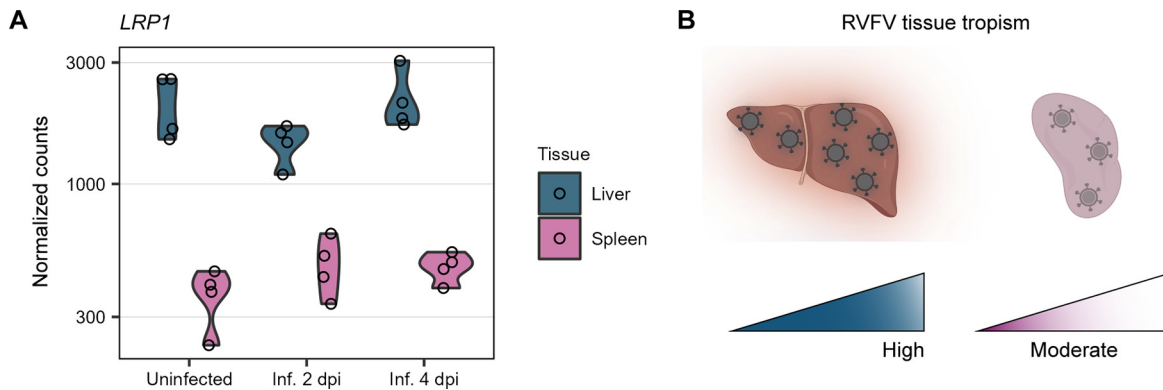 A
LRP1
3000
1000
300
Normalized counts
Uninfected
Inf. 2 dpi
Inf. 4 dpi
Tissue
Liver
Spleen
B
RVFV tissue tropism
High
Moderate